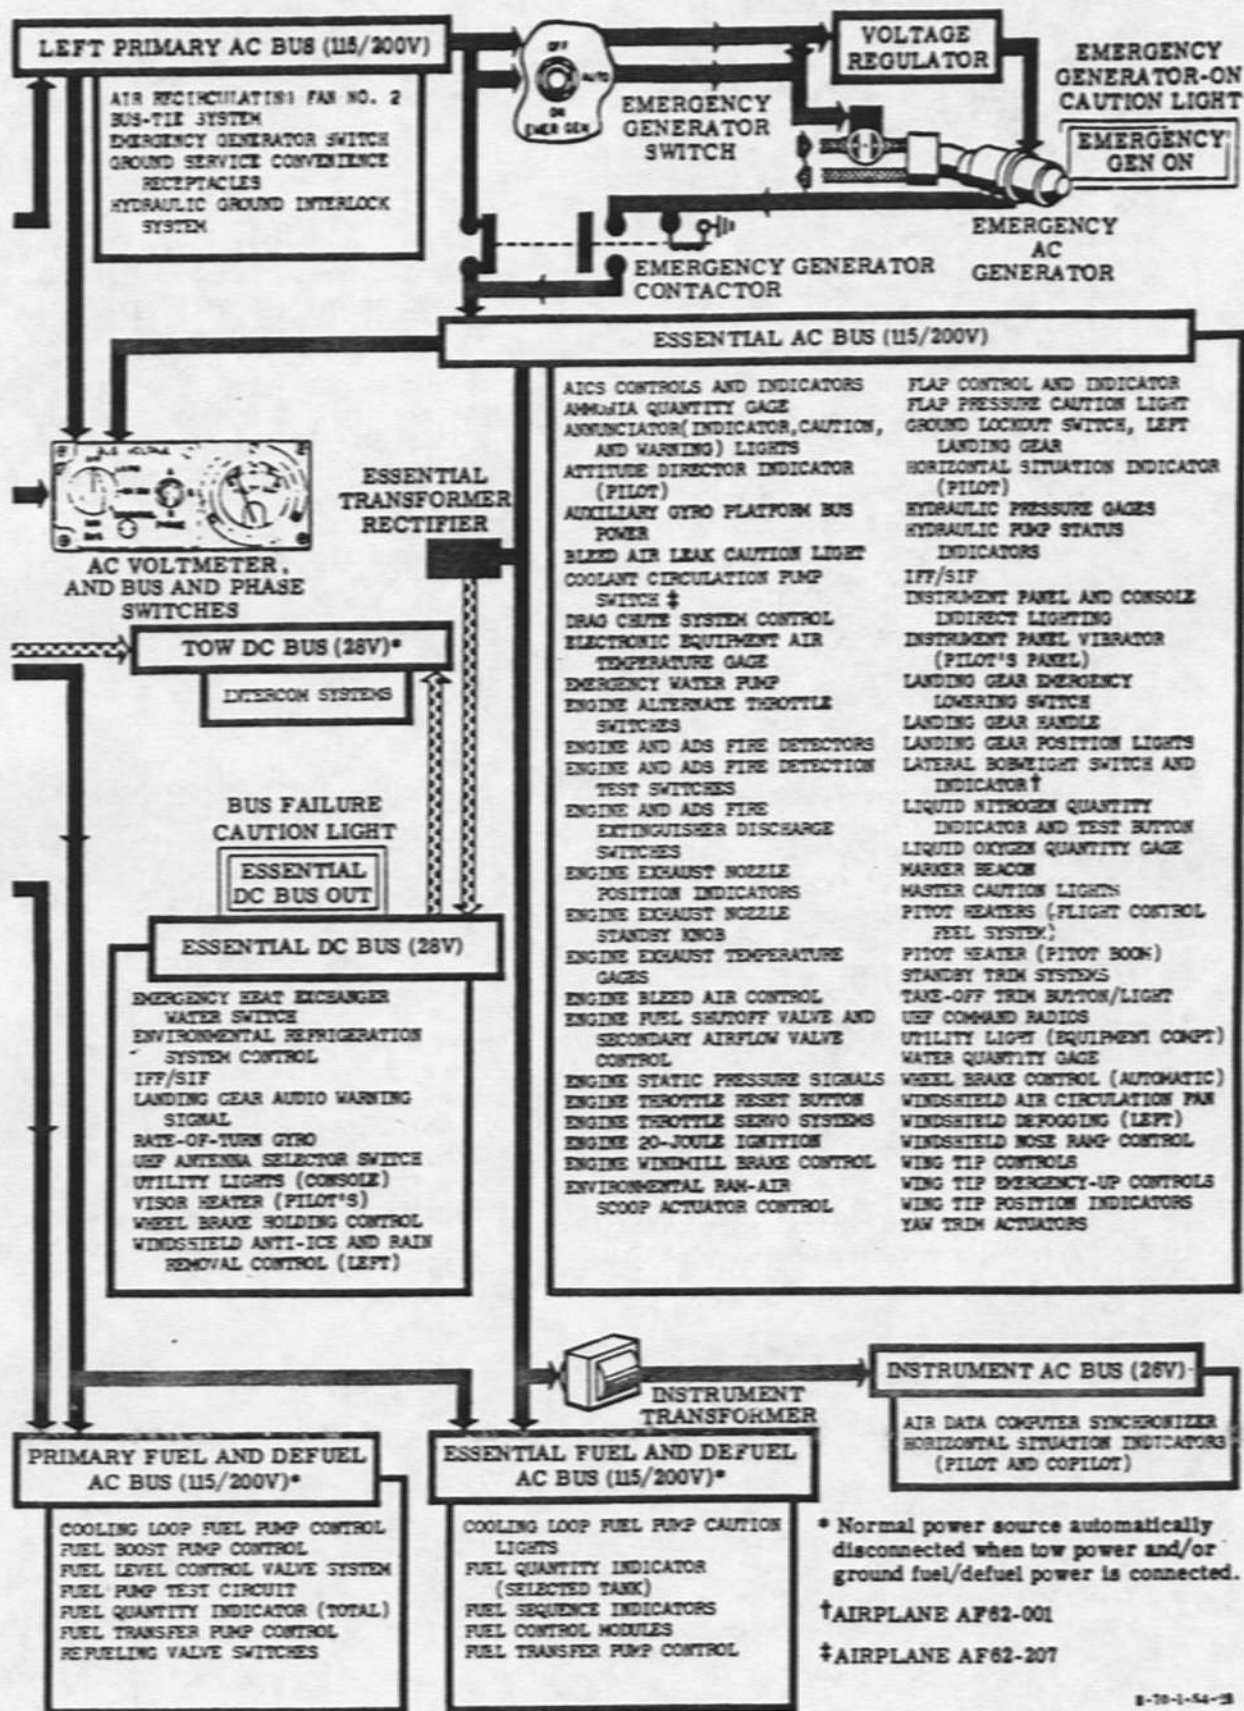 LEFT PRIMARY AC BUS (115/200V)
AIR RECIRCULATING FAN NO. 2
BUS-TIE SYSTEM
EMERGENCY GENERATOR SWITCH
GROUND SERVICE CONVENIENCE
RECEPTACLES
HYDRAULIC GROUND INTERLOCK
SYSTEM
OFF
AUTO
ON
EMER GEN
EMERGENCY
GENERATOR
SWITCH
VOLTAGE
REGULATOR
EMERGENCY
GENERATOR-ON
CAUTION LIGHT
EMERGENCY
GEN ON
EMERGENCY
AC
GENERATOR
EMERGENCY GENERATOR
CONTACTOR
ESSENTIAL AC BUS (115/200V)
AICS CONTROLS AND INDICATORS
AMMONIA QUANTITY GAGE
ANNUNCIATOR(INDICATOR,CAUTION,
AND WARNING) LIGHTS
ATTITUDE DIRECTOR INDICATOR
(PILOT)
AUXILIARY GYRO PLATFORM BUS
POWER
BLEED AIR LEAK CAUTION LIGHT
COOLANT CIRCULATION PUMP
SWITCH ‡
DRAG CHUTE SYSTEM CONTROL
ELECTRONIC EQUIPMENT AIR
TEMPERATURE GAGE
EMERGENCY WATER PUMP
ENGINE ALTERNATE THROTTLE
SWITCHES
ENGINE AND ADS FIRE DETECTORS
ENGINE AND ADS FIRE DETECTION
TEST SWITCHES
ENGINE AND ADS FIRE
EXTINGUISHER DISCHARGE
SWITCHES
ENGINE EXHAUST NOZZLE
POSITION INDICATORS
ENGINE EXHAUST NOZZLE
STANDBY KNOB
ENGINE EXHAUST TEMPERATURE
GAGES
ENGINE BLEED AIR CONTROL
ENGINE FUEL SHUTOFF VALVE AND
SECONDARY AIRFLOW VALVE
CONTROL
ENGINE STATIC PRESSURE SIGNALS
ENGINE THROTTLE RESET BUTTON
ENGINE THROTTLE SERVO SYSTEMS
ENGINE 20-JOULE IGNITION
ENGINE WINDMILL BRAKE CONTROL
ENVIRONMENTAL RAM-AIR
SCOOP ACTUATOR CONTROL
FLAP CONTROL AND INDICATOR
FLAP PRESSURE CAUTION LIGHT
GROUND LOCKOUT SWITCH, LEFT
LANDING GEAR
HORIZONTAL SITUATION INDICATOR
(PILOT)
HYDRAULIC PRESSURE GAGES
HYDRAULIC PUMP STATUS
INDICATORS
IFF/SIF
INSTRUMENT PANEL AND CONSOLE
INDIRECT LIGHTING
INSTRUMENT PANEL VIBRATOR
(PILOT'S PANEL)
LANDING GEAR EMERGENCY
LOWERING SWITCH
LANDING GEAR HANDLE
LANDING GEAR POSITION LIGHTS
LATERAL BOBWEIGHT SWITCH AND
INDICATOR†
LIQUID NITROGEN QUANTITY
INDICATOR AND TEST BUTTON
LIQUID OXYGEN QUANTITY GAGE
MARKER BEACON
MASTER CAUTION LIGHTS
PITOT HEATERS (FLIGHT CONTROL
FEEL SYSTEM)
PITOT HEATER (PITOT BOOM)
STANDBY TRIM SYSTEMS
TAKE-OFF TRIM BUTTON/LIGHT
UHF COMMAND RADIOS
UTILITY LIGHT (EQUIPMENT COMPT)
WATER QUANTITY GAGE
WHEEL BRAKE CONTROL (AUTOMATIC)
WINDSHIELD AIR CIRCULATION FAN
WINDSHIELD DEFOGGING (LEFT)
WINDSHIELD NOSE RAMP CONTROL
WING TIP CONTROLS
WING TIP EMERGENCY-UP CONTROLS
WING TIP POSITION INDICATORS
YAW TRIM ACTUATORS
BUS VOLTAGE
PHASE
AC VOLTMETER,
AND BUS AND PHASE
SWITCHES
ESSENTIAL
TRANSFORMER
RECTIFIER
TOW DC BUS (28V)*
INTERCOM SYSTEMS
BUS FAILURE
CAUTION LIGHT
ESSENTIAL
DC BUS OUT
ESSENTIAL DC BUS (28V)
EMERGENCY HEAT EXCHANGER
WATER SWITCH
ENVIRONMENTAL REFRIGERATION
SYSTEM CONTROL
IFF/SIF
LANDING GEAR AUDIO WARNING
SIGNAL
RATE-OF-TURN GYRO
UHF ANTENNA SELECTOR SWITCH
UTILITY LIGHTS (CONSOLE)
VISOR HEATER (PILOT'S)
WHEEL BRAKE HOLDING CONTROL
WINDSHIELD ANTI-ICE AND RAIN
REMOVAL CONTROL (LEFT)
INSTRUMENT
TRANSFORMER
INSTRUMENT AC BUS (26V)
AIR DATA COMPUTER SYNCHRONIZER
HORIZONTAL SITUATION INDICATORS
(PILOT AND COPILOT)
PRIMARY FUEL AND DEFUEL
AC BUS (115/200V)*
COOLING LOOP FUEL PUMP CONTROL
FUEL BOOST PUMP CONTROL
FUEL LEVEL CONTROL VALVE SYSTEM
FUEL PUMP TEST CIRCUIT
FUEL QUANTITY INDICATOR (TOTAL)
FUEL TRANSFER PUMP CONTROL
REFUELING VALVE SWITCHES
ESSENTIAL FUEL AND DEFUEL
AC BUS (115/200V)*
COOLING LOOP FUEL PUMP CAUTION
LIGHTS
FUEL QUANTITY INDICATOR
(SELECTED TANK)
FUEL SEQUENCE INDICATORS
FUEL CONTROL MODULES
FUEL TRANSFER PUMP CONTROL
* Normal power source automatically
disconnected when tow power and/or
ground fuel/defuel power is connected.
†AIRPLANE AF62-001
‡AIRPLANE AF62-207